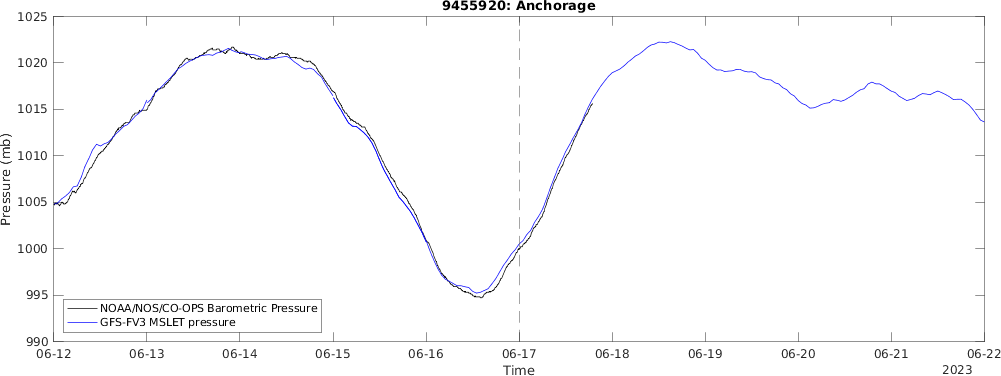 9455920: Anchorage
1025
1020
1015
1010
1005
1000
995
990
Pressure (mb)
NOAA/NOS/CO-OPS Barometric Pressure
GFS-FV3 MSLET pressure
06-12 06-13 06-14 06-15 06-16 06-17 06-18 06-19 06-20 06-21 06-22
Time
2023